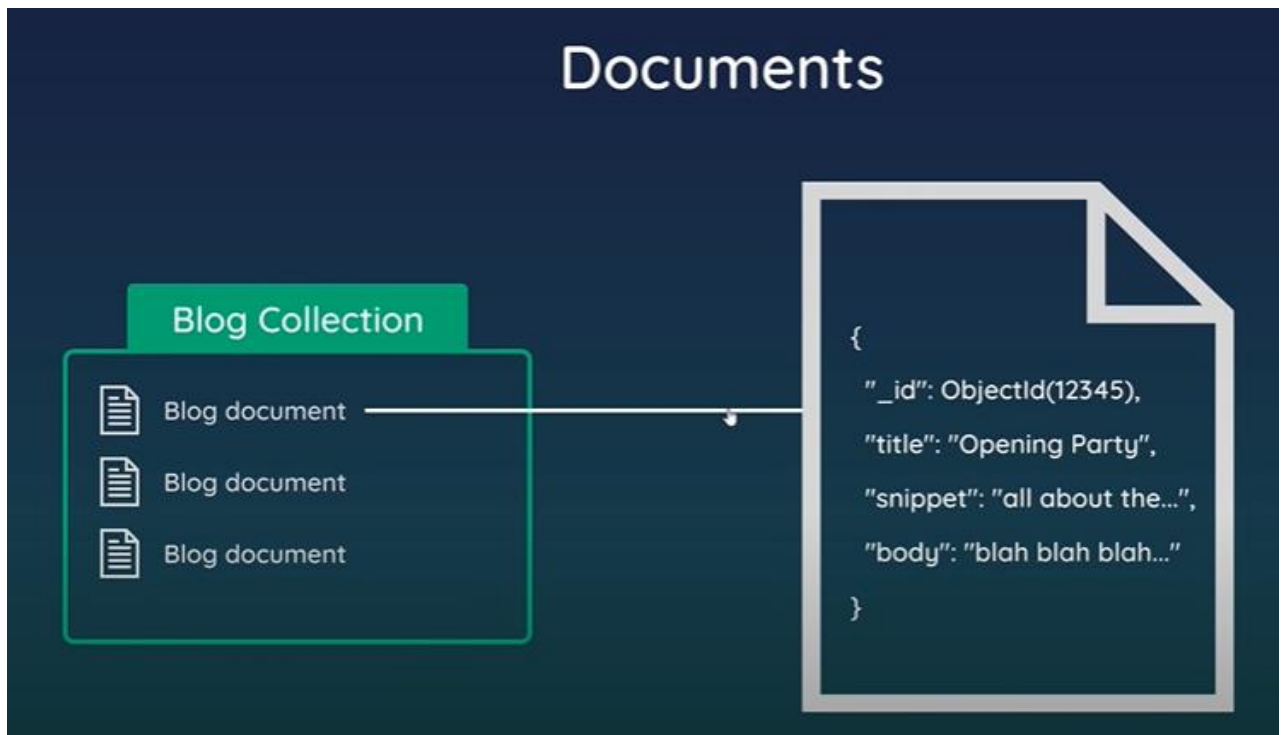 Documents
Blog Collection
Blog document
Blog document
Blog document
{
"_id": ObjectId(12345),
"title": "Opening Party",
"snippet": "all about the...",
"body": "blah blah blah..."
}